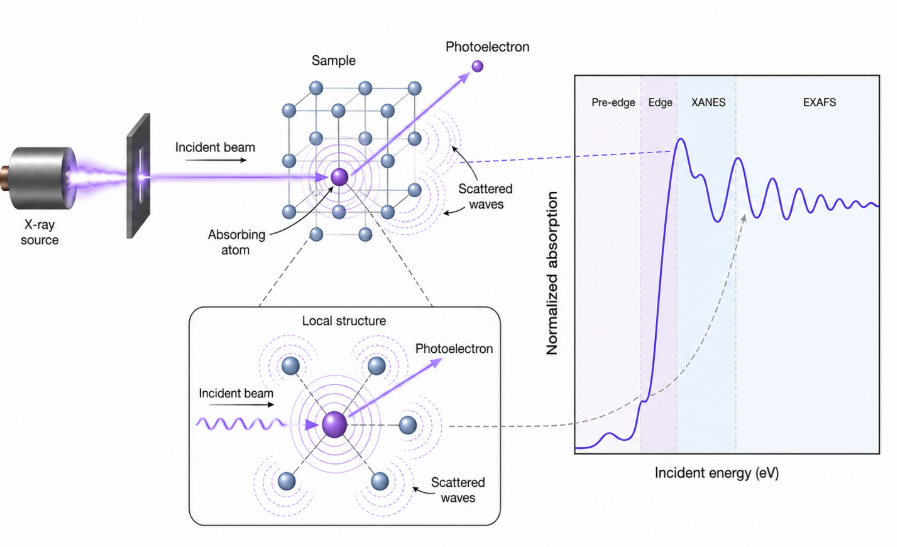 Photoelectron
Sample
Pre-edge
Edge
XANES
EXAFS
Incident beam
X-ray
source
Absorbing
atom
Scattered
waves
Normalized absorption
Local structure
Photoelectron
Incident beam
Scattered
waves
Incident energy (eV)